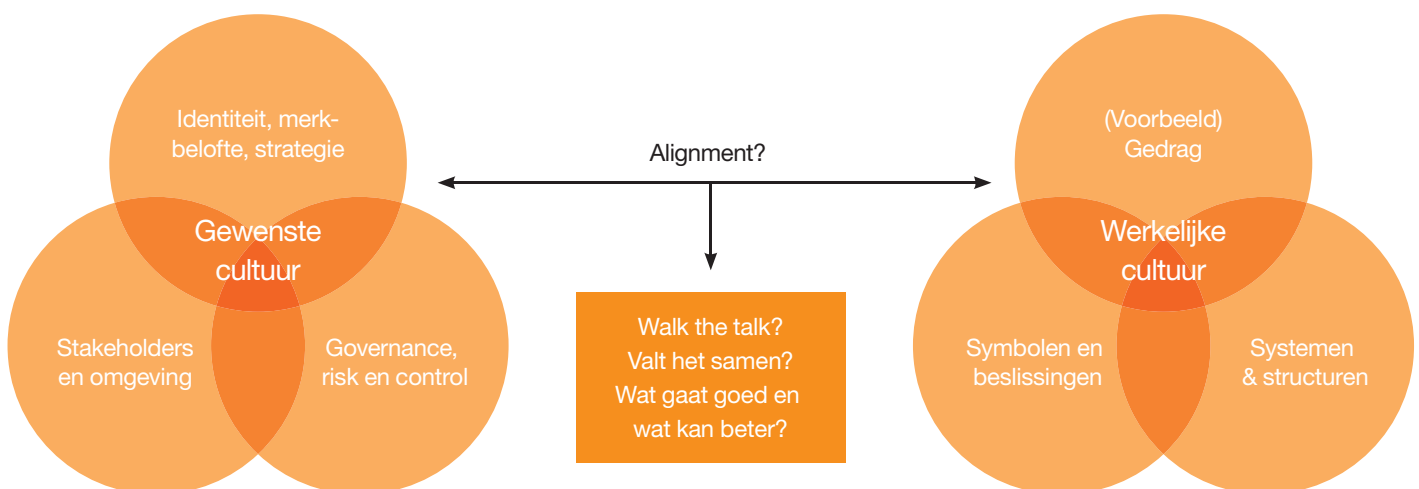 Identiteit, merk-
belofte, strategie
Gewenste
cultuur
Stakeholders
en omgeving
Governance,
risk en control
Alignment?
Walk the talk?
Valt het samen?
Wat gaat goed en
wat kan beter?
(Voorbeeld)
Gedrag
Werkelijke
cultuur
Symbolen en
beslissingen
Systemen
& structuren